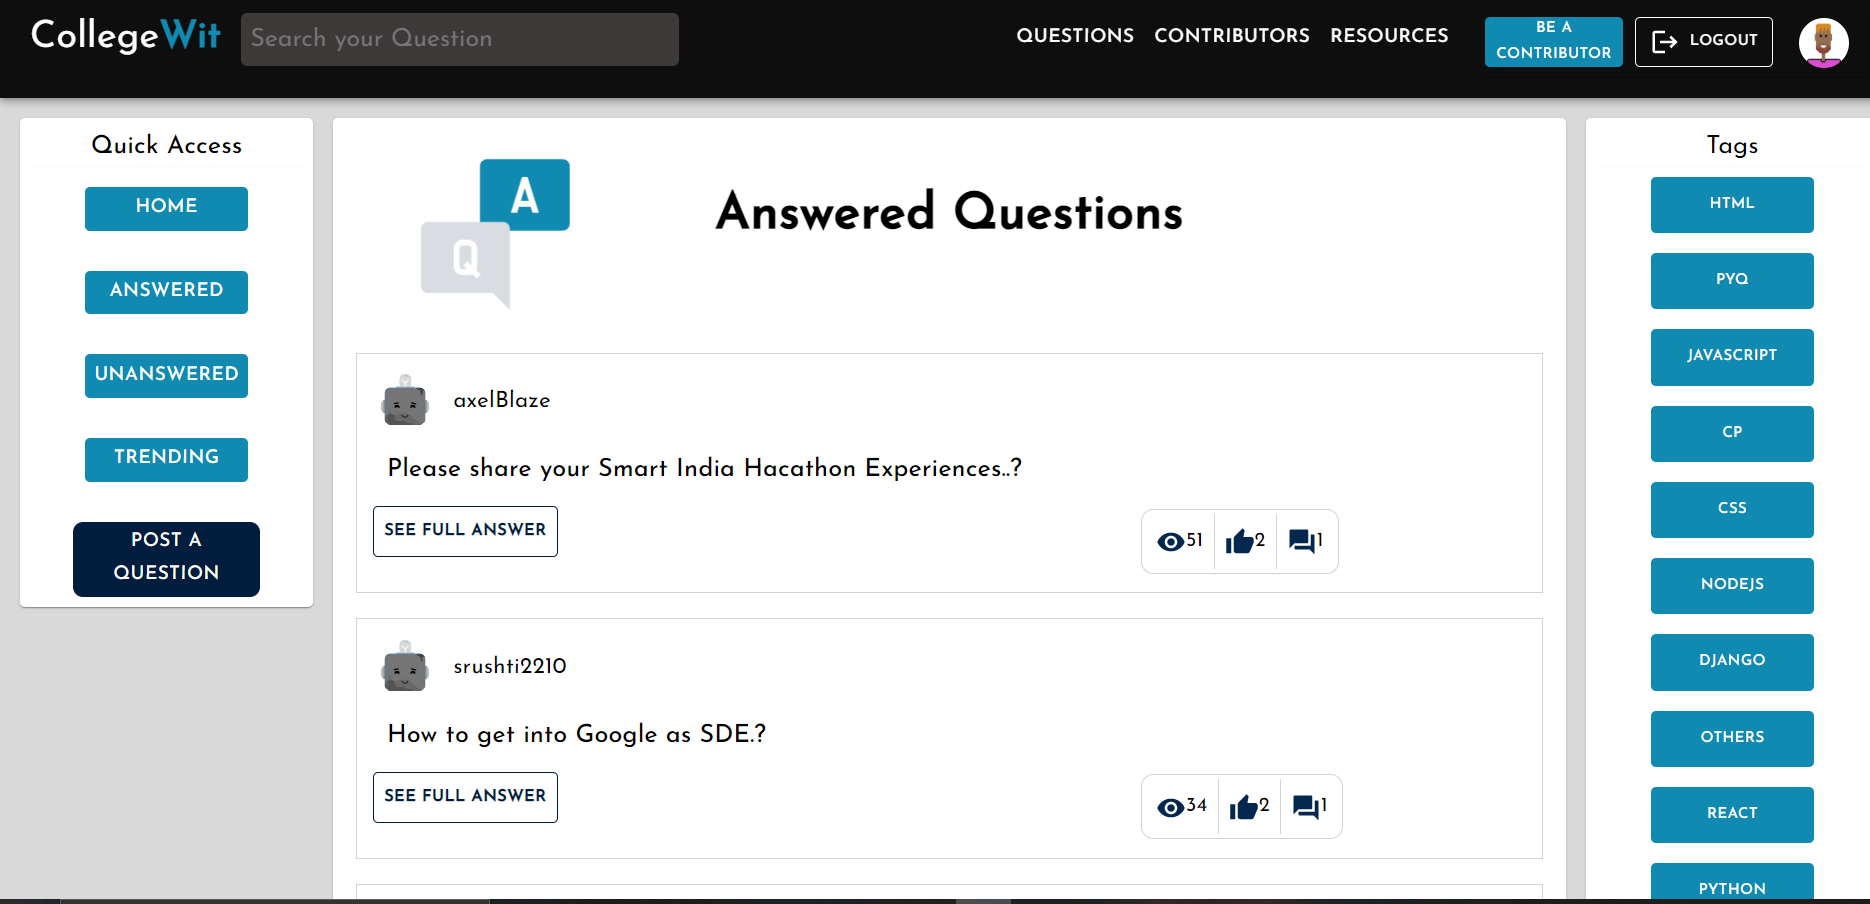 CollegeWit
Search your Question
QUESTIONS
CONTRIBUTORS
RESOURCES
BE A
CONTRIBUTOR
LOGOUT
Quick Access
HOME
ANSWERED
UNANSWERED
TRENDING
POST A
QUESTION
A
Q
Answered Questions
axelBlaze
Please share your Smart India Hacathon Experiences..?
SEE FULL ANSWER
51
2
1
srushti2210
How to get into Google as SDE.?
SEE FULL ANSWER
34
2
1
Tags
HTML
PYQ
JAVASCRIPT
CP
CSS
NODEJS
DJANGO
OTHERS
REACT
PYTHON